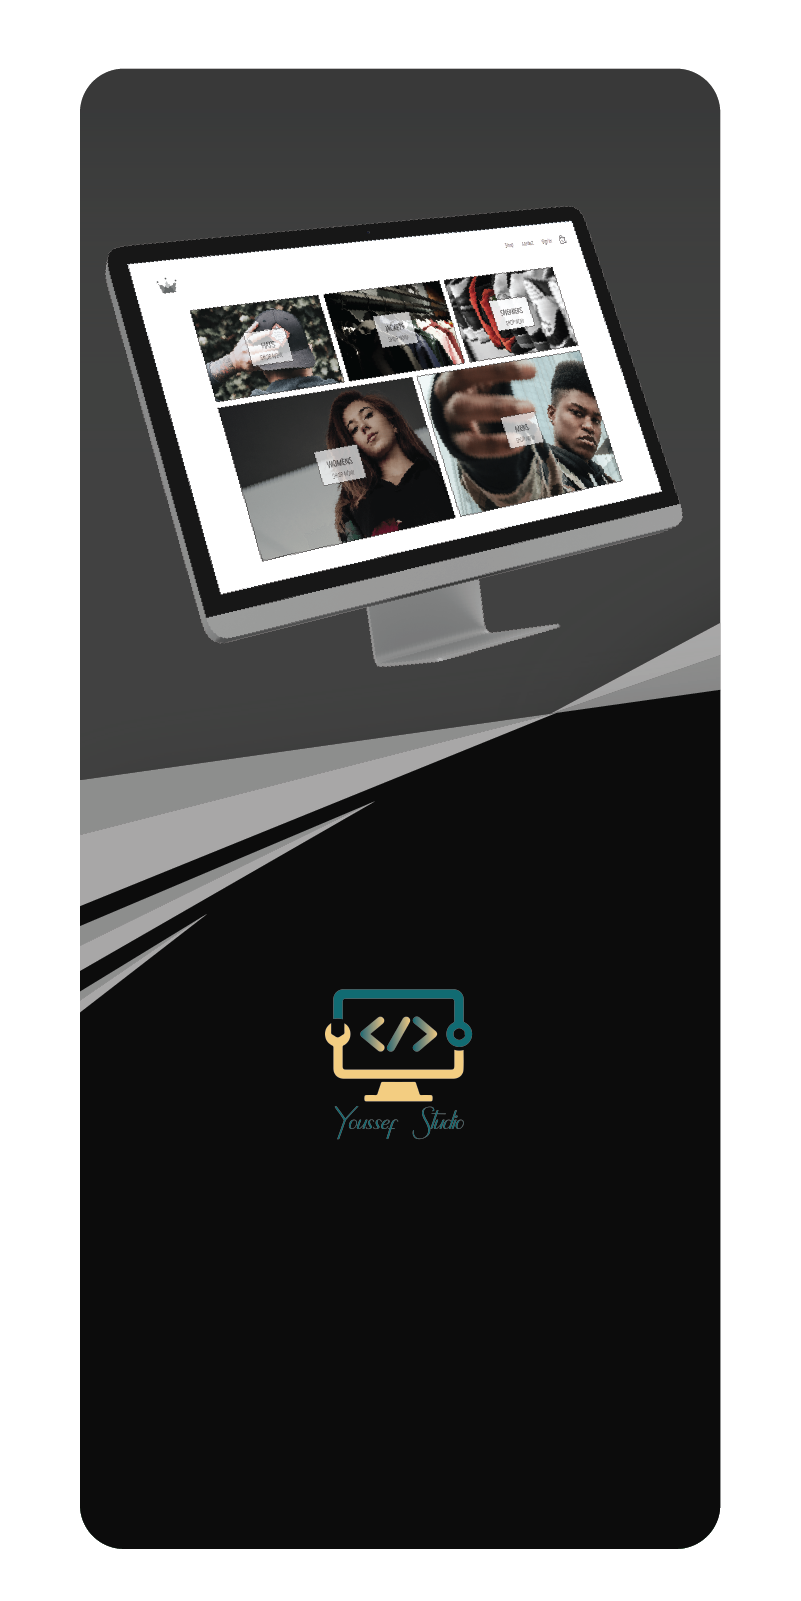 Shop Contact Sign In
HATS
SHOP NOW
JACKETS
SHOP NOW
SNEAKERS
SHOP NOW
WOMENS
SHOP NOW
MENS
SHOP NOW
Youssef Studio